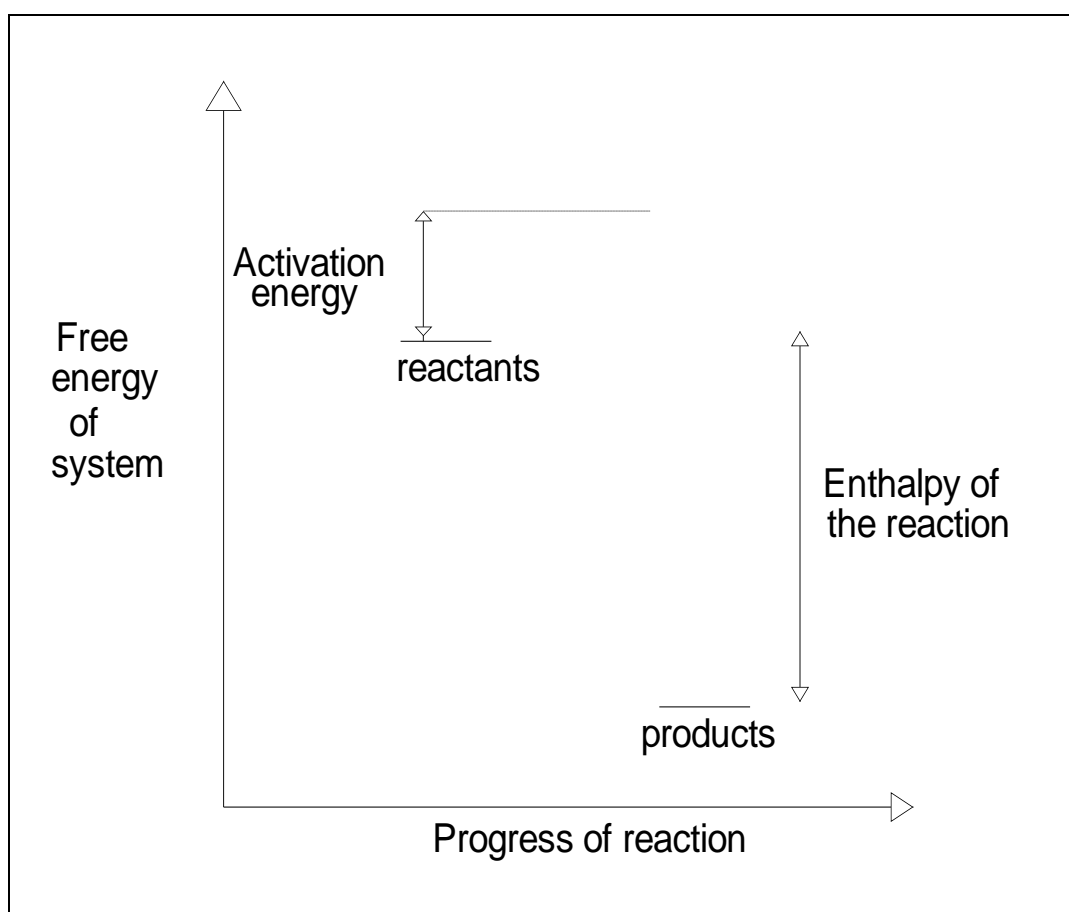 Activation
energy
Free
energy
of
system
reactants
Enthalpy of
the reaction
products
Progress of reaction